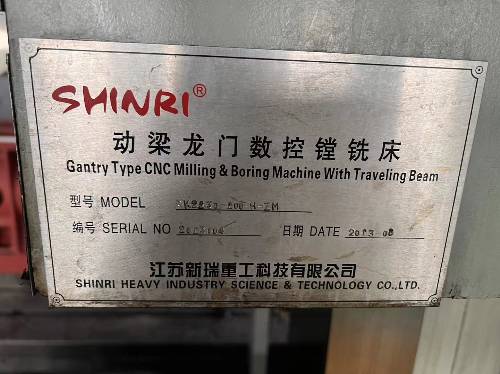 SHINRI®
动梁龙门数控镗铣床
Gantry Type CNC Milling & Boring Machine With Traveling Beam
型号 MODEL
编号 SERIAL NO 日期 DATE 2013-08
江苏新瑞重工科技有限公司
SHINRI HEAVY INDUSTRY SCIENCE & TECHNOLOGY CO.,LTD.